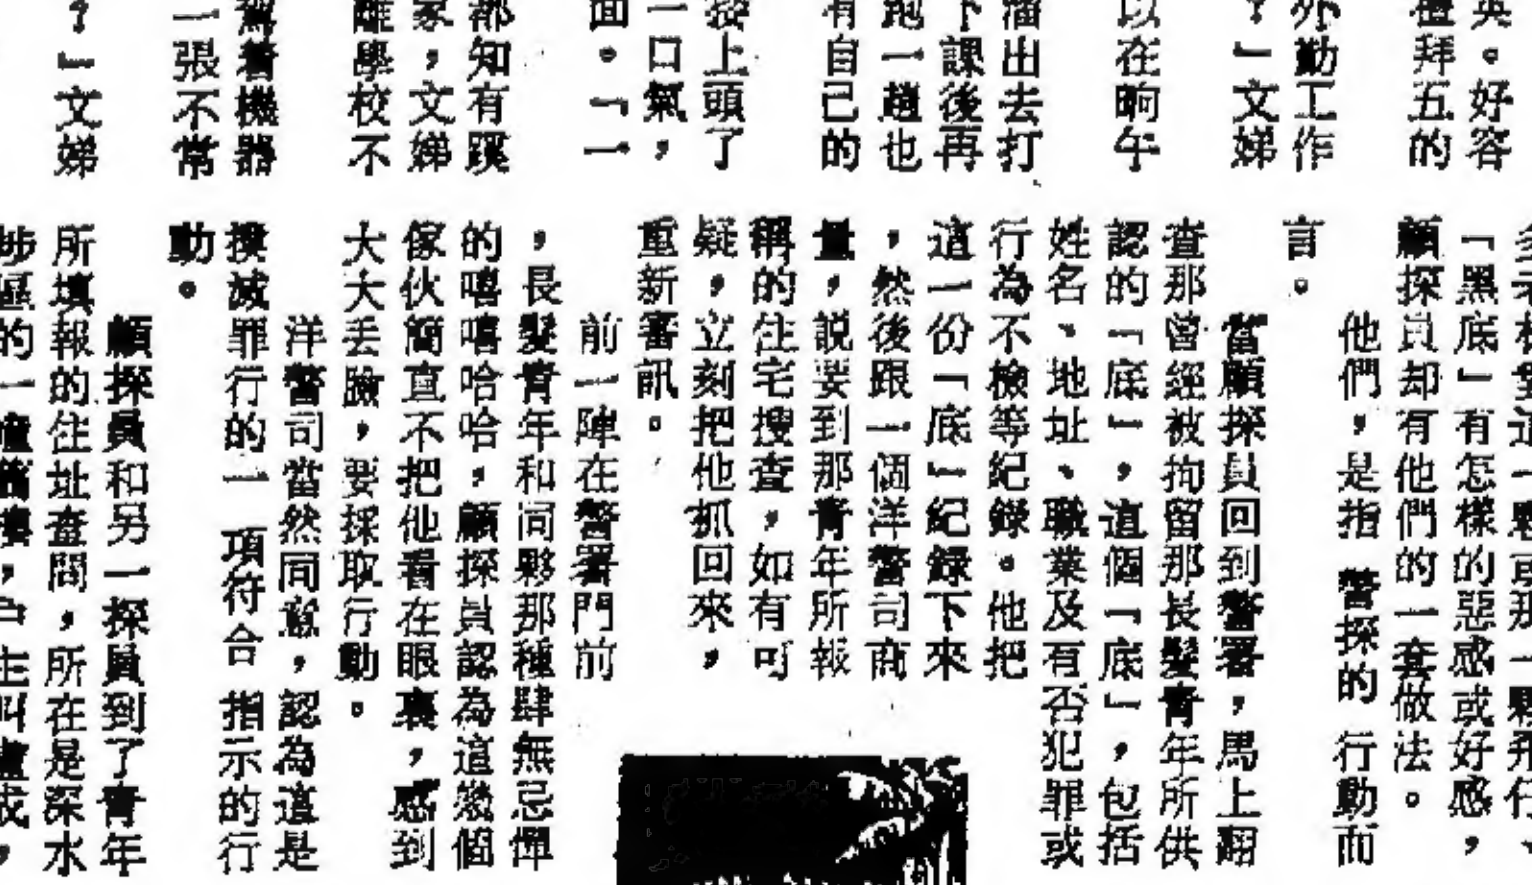 英。好容
禮拜五的
外勤工作
？」文娣
以在晌午
溜出去打
下課後再
跑一趟也
有自己的
按上頭了
一口氣，
面。「一
都知有蹊
家，文娣
離學校不
駕着機器
一張不常
？」文娣
「黑底」有怎樣的惡感或好感，
顧探員却有他們的一套做法。
他們，是指 警探的 行動而
言。
當顧探員回到警署，馬上翻
查那曾經被拘留那長髮青年所供
認的「底」，這個「底」，包括
姓名、地址、職業及有否犯罪或
行為不檢等紀錄。他把
這一份「底」紀録下來
，然後跟一個洋警司商
量，説要到那青年所報
稱的住宅搜查，如有可
疑，立刻把他抓回來，
重新審訊。
前一陣在警署門前
，長髮青年和同夥那種肆無忌憚
的嘻嘻哈哈，顧探員認為這幾個
傢伙簡直不把他看在眼裏，感到
大大丢臉，要採取行動。
洋警司當然同意，認為這是
撲滅罪行的一 項符合 指示的行
動。
顧探員和另一探員到了青年
所填報的住址查問，所在是深水
埗區的一幢舊樓，户主叫盧成，